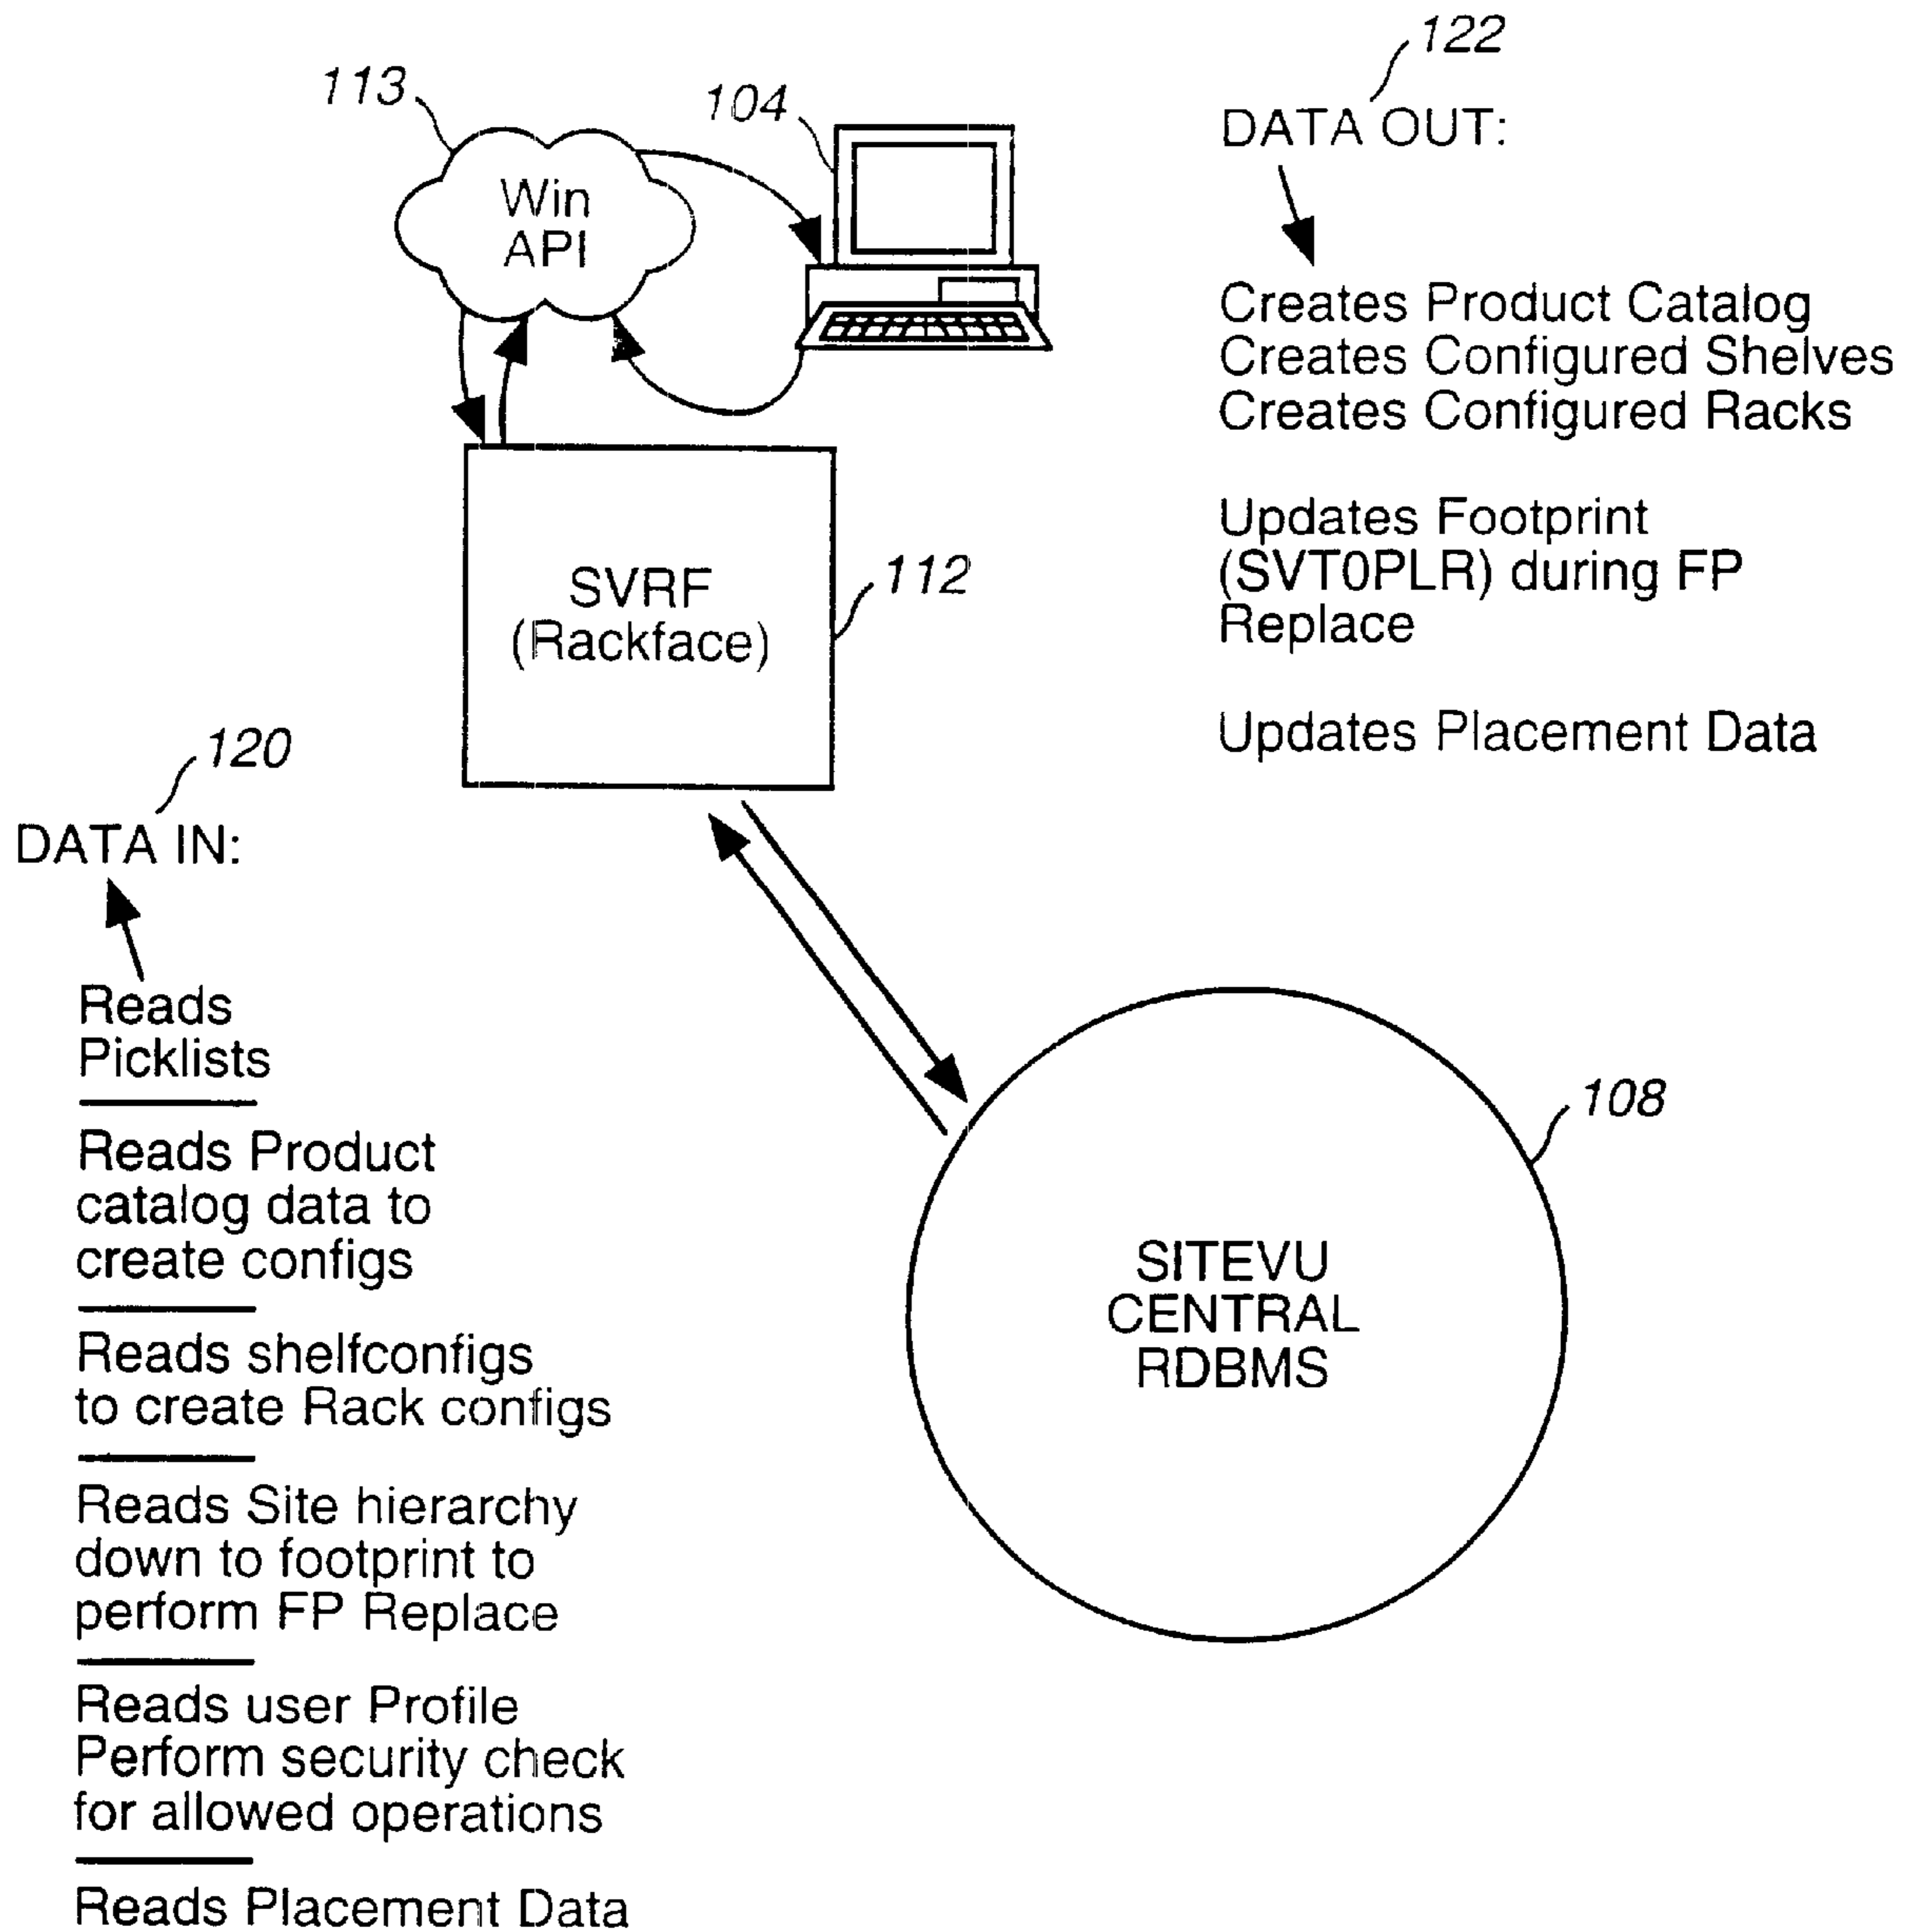 113
104
122
DATA OUT:
Win
API
Creates Product Catalog
Creates Configured Shelves
Creates Configured Racks
Updates Footprint
(SVT0PLR) during FP
Replace
Updates Placement Data
SVRF
(Rackface)
112
120
DATA IN:
Reads
Picklists
Reads Product
catalog data to
create configs
Reads shelfconfigs
to create Rack configs
Reads Site hierarchy
down to footprint to
perform FP Replace
Reads user Profile
Perform security check
for allowed operations
Reads Placement Data
108
SITEVU
CENTRAL
RDBMS